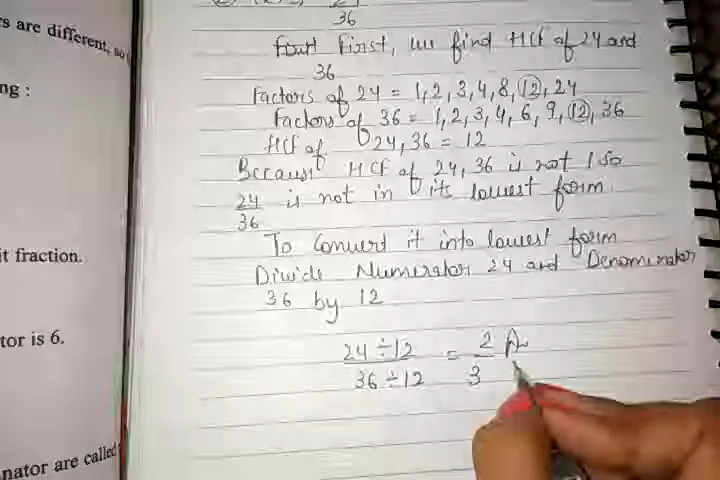 36
First, we find HCF of 24 and
36
Factors of 24 = 1, 2, 3, 4, 8, 12, 24
Factors of 36 = 1, 2, 3, 4, 6, 9, 12, 36
HCF of 24, 36 = 12
Because HCF of 24, 36 is not 1 so
24
36 is not in its lowest form.
To convert it into lowest form
Divide Numerator 24 and Denominator
36 by 12
24 ÷ 12 = 2
36 ÷ 12 3
rs are different,
ng :
it fraction.
tor is 6.
nator are called